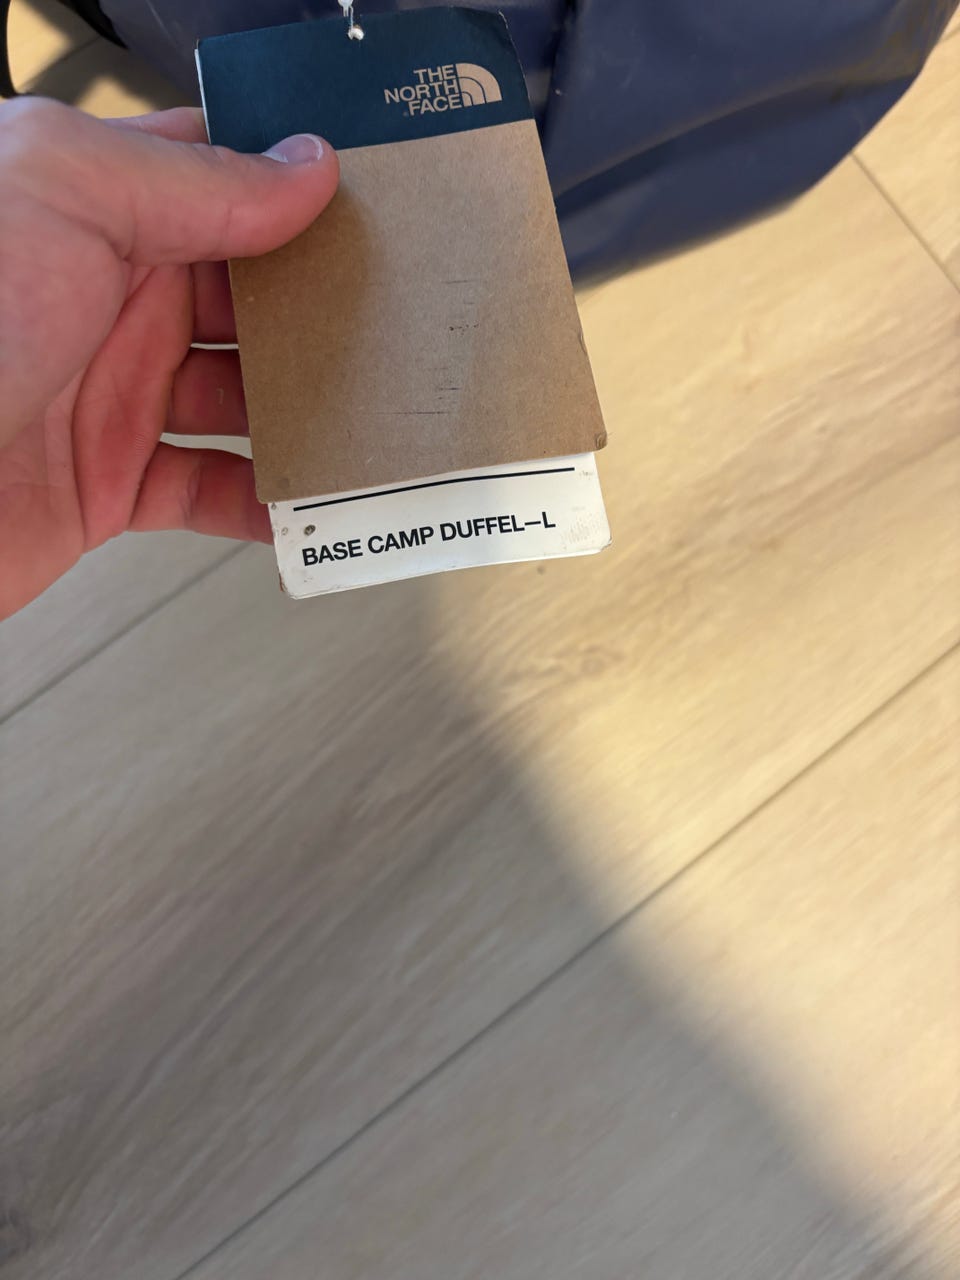 THE
NORTH
FACE
BASE CAMP DUFFEL—L